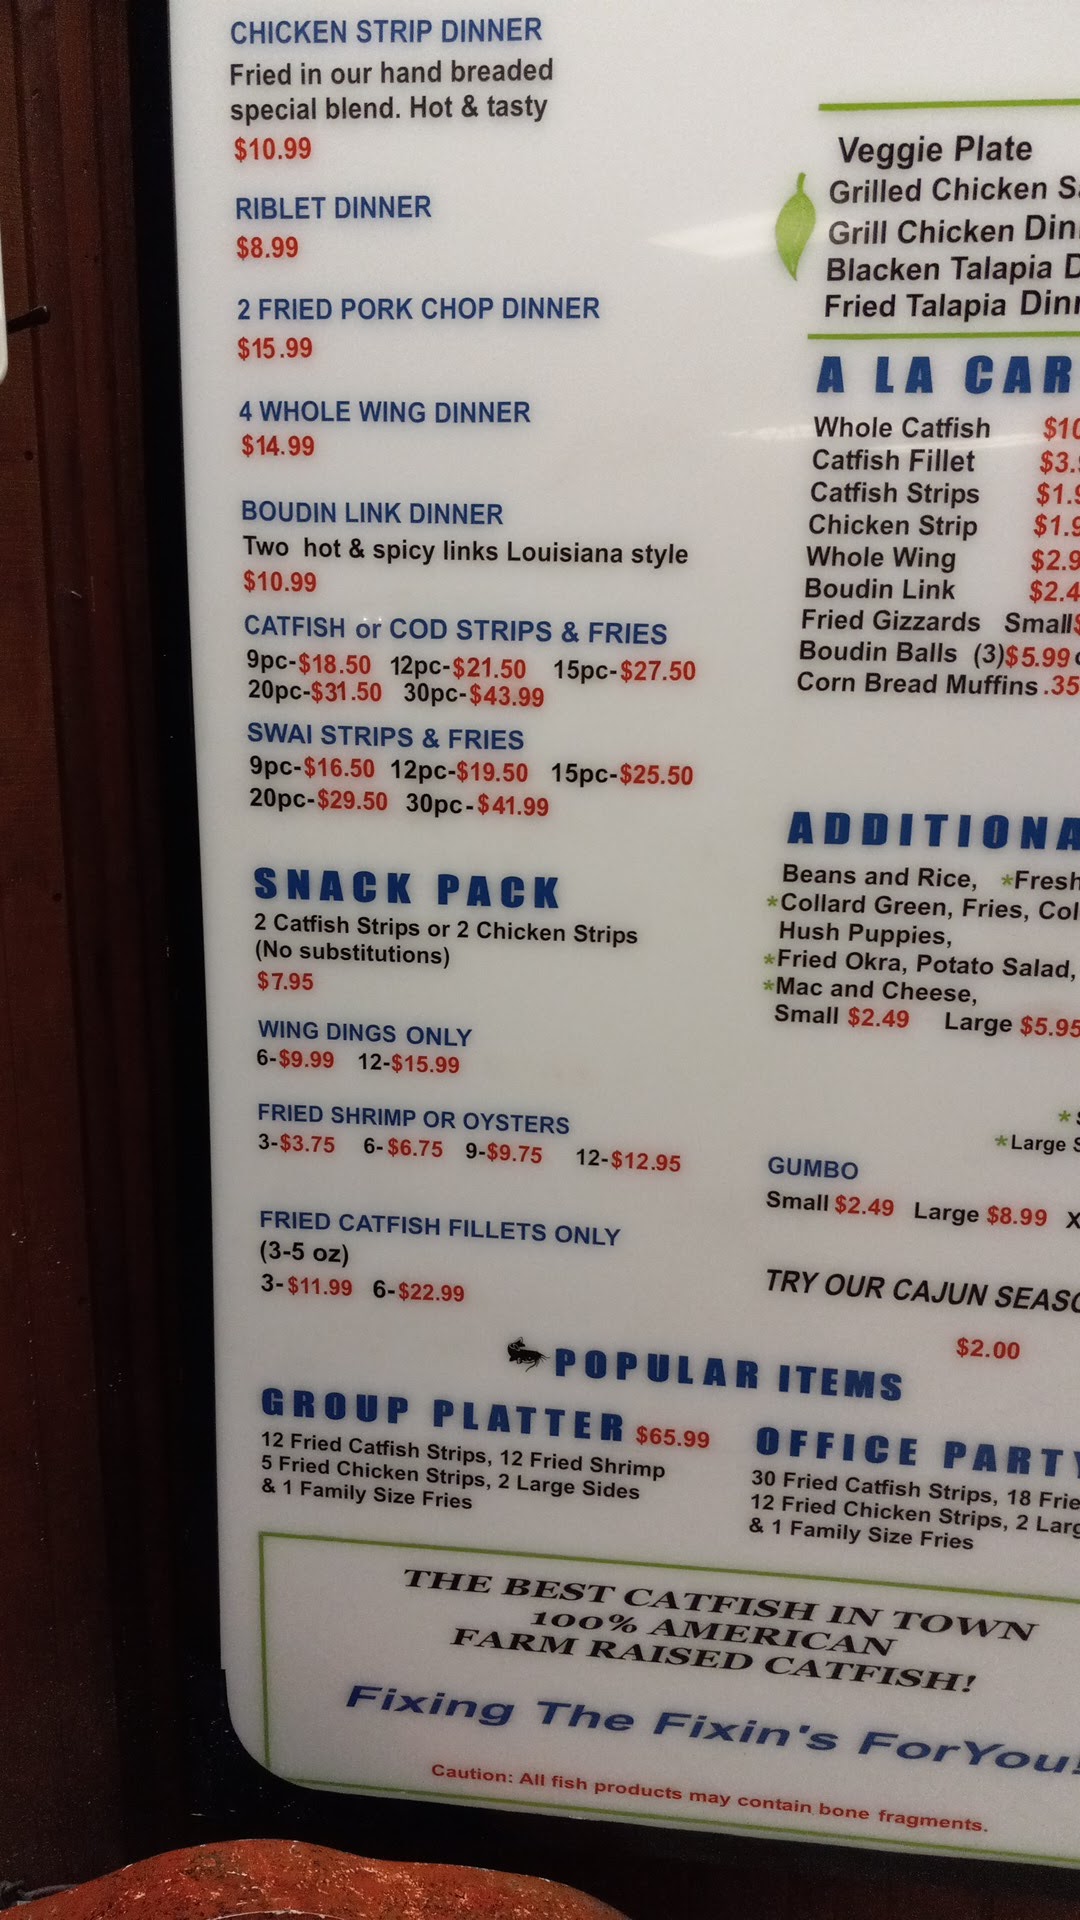 CHICKEN STRIP DINNER
Fried in our hand breaded
special blend. Hot & tasty
$10.99
RIBLET DINNER
$8.99
2 FRIED PORK CHOP DINNER
$15.99
4 WHOLE WING DINNER
$14.99
BOUDIN LINK DINNER
Two hot & spicy links Louisiana style
$10.99
CATFISH or COD STRIPS & FRIES
9pc-$18.50 12pc-$21.50 15pc-$27.50
20pc-$31.50 30pc-$43.99
SWAI STRIPS & FRIES
9pc-$16.50 12pc-$19.50 15pc-$25.50
20pc-$29.50 30pc-$41.99
SNACK PACK
2 Catfish Strips or 2 Chicken Strips
(No substitutions)
$7.95
WING DINGS ONLY
6-$9.99 12-$15.99
FRIED SHRIMP OR OYSTERS
3-$3.75 6-$6.75 9-$9.75 12-$12.95
FRIED CATFISH FILLETS ONLY
(3-5 oz)
3-$11.99 6-$22.99
Veggie Plate
Grilled Chicken
Grill Chicken
Blacken Talapia
Fried Talapia
A LA
Whole Catfish
Catfish Fillet
Catfish Strips
Chicken Strip
Whole Wing
Boudin Link
Fried Gizzards Small
Boudin Balls (3)$5.99
Corn Bread Muffins .35
Beans and Rice, *Fresh
*Collard Green, Fries,
Hush Puppies,
*Fried Okra, Potato Salad,
*Mac and Cheese,
Small $2.49 Large $5.95
*Large
GUMBO
Small $2.49 Large $8.99
TRY OUR CAJUN
$2.00
POPULAR ITEMS
GROUP PLATTER $65.99
12 Fried Catfish Strips, 12 Fried Shrimp
5 Fried Chicken Strips, 2 Large Sides
& 1 Family Size Fries
OFFICE PARTY
30 Fried Catfish Strips, 18
12 Fried Chicken Strips, 2
& 1 Family Size Fries
THE BEST CATFISH IN TOWN
100% AMERICAN
FARM RAISED CATFISH!
Fixing The Fixin's ForYou!
Caution: All fish products may contain bone fragments.